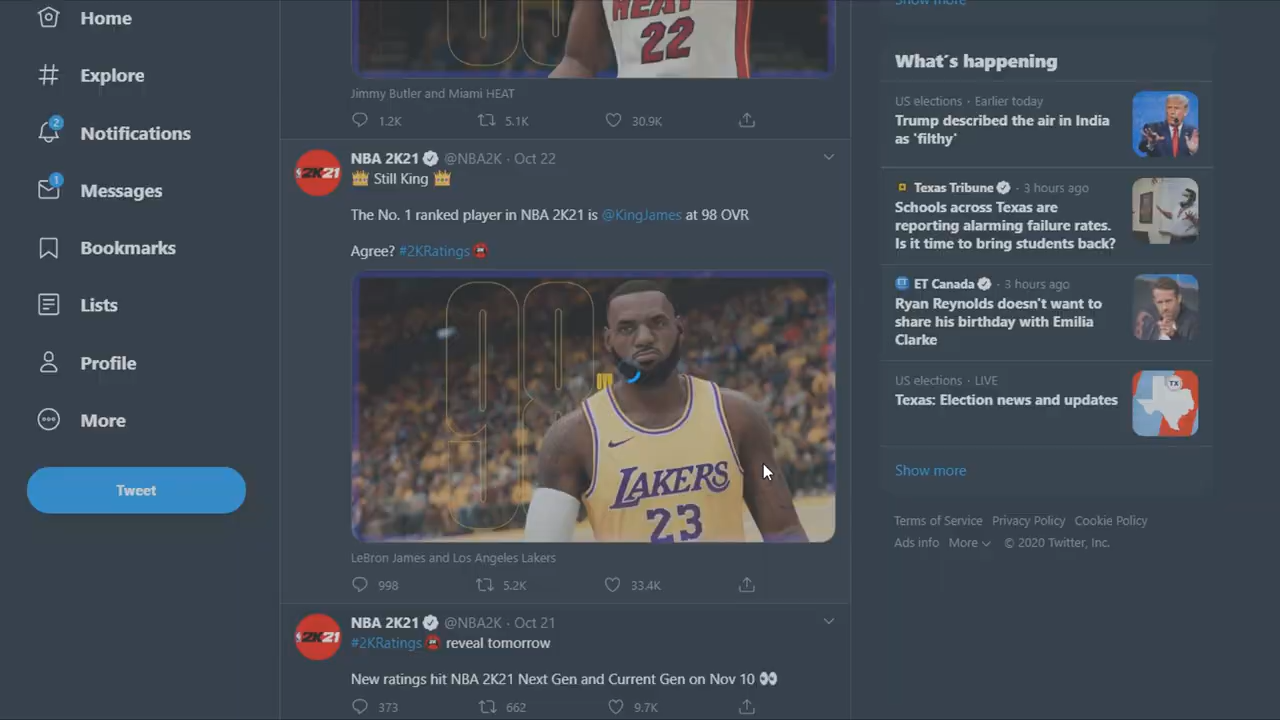 Home
Explore
2
Notifications
1
Messages
Bookmarks
Lists
Profile
More
Tweet
HEAT
22
Jimmy Butler and Miami HEAT
1.2K 5.1K 30.9K
2K21
NBA 2K21 @NBA2K · Oct 22
👑 Still King 👑
The No. 1 ranked player in NBA 2K21 is @KingJames at 98 OVR
Agree? #2KRatings
98
LAKERS
23
LeBron James and Los Angeles Lakers
998 5.2K 33.4K
2K21
NBA 2K21 @NBA2K · Oct 21
#2KRatings reveal tomorrow
New ratings hit NBA 2K21 Next Gen and Current Gen on Nov 10 👀
373 662 9.7K
Show more
What's happening
US elections · Earlier today
Trump described the air in India
as 'filthy'
Texas Tribune · 3 hours ago
Schools across Texas are
reporting alarming failure rates.
Is it time to bring students back?
ET Canada · 3 hours ago
Ryan Reynolds doesn't want to
share his birthday with Emilia
Clarke
US elections · LIVE
Texas: Election news and updates
TX
Show more
Terms of Service Privacy Policy Cookie Policy
Ads info More © 2020 Twitter, Inc.